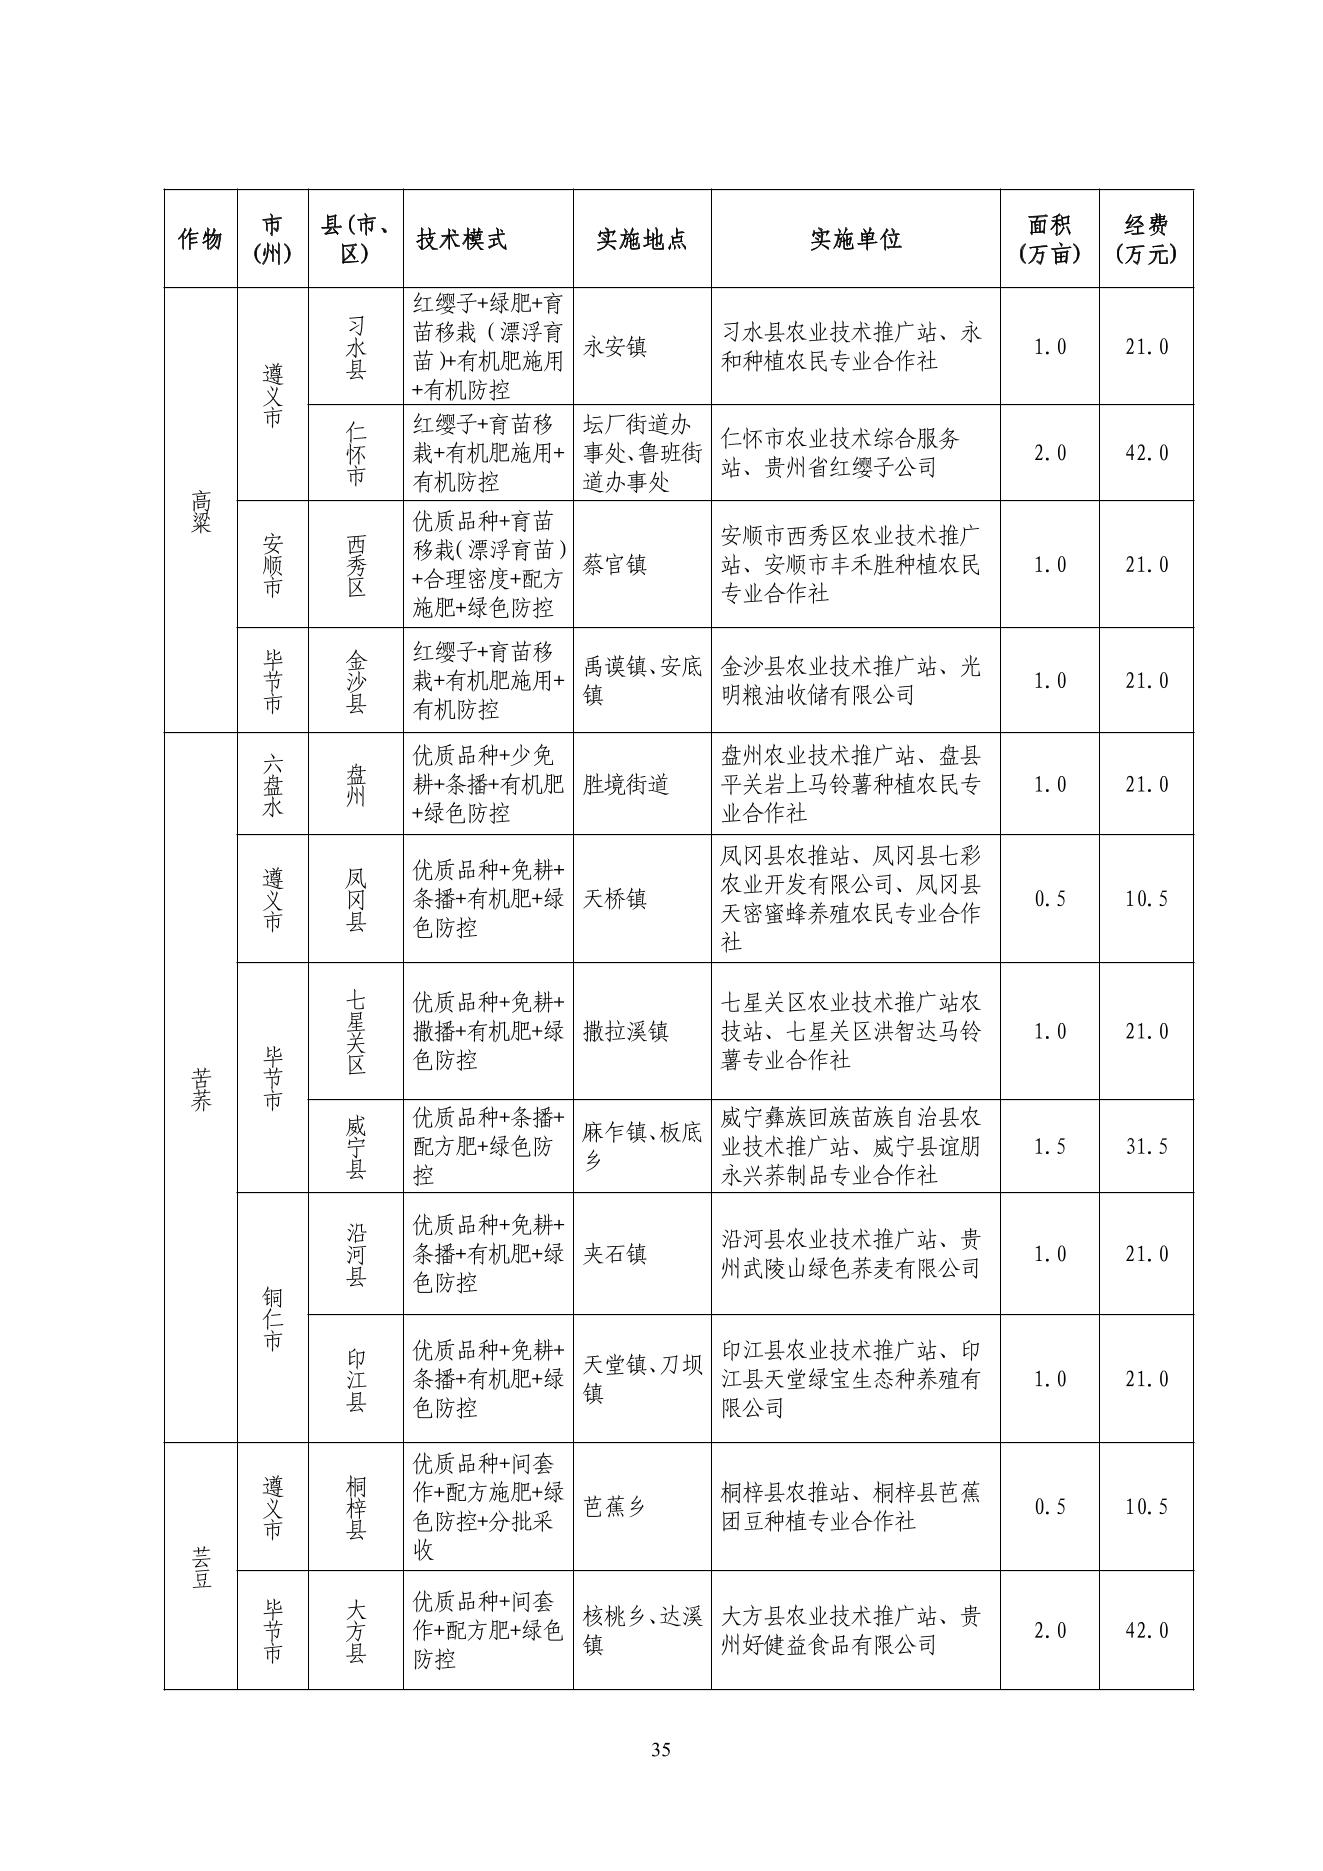 作物
市
(州)
县(市、
区)
技术模式
实施地点
实施单位
面积
(万亩)
经费
(万元)
高粱
遵义市
习水县
红缨子+绿肥+育
苗移栽（漂浮育
苗)+有机肥施用
+有机防控
永安镇
习水县农业技术推广站、永
和种植农民专业合作社
1.0
21.0
仁怀市
红缨子+育苗移
栽+有机肥施用+
有机防控
坛厂街道办
事处、鲁班街
道办事处
仁怀市农业技术综合服务
站、贵州省红缨子公司
2.0
42.0
安顺市
西秀区
优质品种+育苗
移栽(漂浮育苗)
+合理密度+配方
施肥+绿色防控
蔡官镇
安顺市西秀区农业技术推广
站、安顺市丰禾胜种植农民
专业合作社
1.0
21.0
毕节市
金沙县
红缨子+育苗移
栽+有机肥施用+
有机防控
禹谟镇、安底
镇
金沙县农业技术推广站、光
明粮油收储有限公司
1.0
21.0
苦荞
六盘水
盘州
优质品种+少免
耕+条播+有机肥
+绿色防控
胜境街道
盘州农业技术推广站、盘县
平关岩上马铃薯种植农民专
业合作社
1.0
21.0
遵义市
凤冈县
优质品种+免耕+
条播+有机肥+绿
色防控
天桥镇
凤冈县农推站、凤冈县七彩
农业开发有限公司、凤冈县
天密蜜蜂养殖农民专业合作
社
0.5
10.5
毕节市
七星关区
优质品种+免耕+
撒播+有机肥+绿
色防控
撒拉溪镇
七星关区农业技术推广站农
技站、七星关区洪智达马铃
薯专业合作社
1.0
21.0
威宁县
优质品种+条播+
配方肥+绿色防
控
麻乍镇、板底
乡
威宁彝族回族苗族自治县农
业技术推广站、威宁县谊朋
永兴荞制品专业合作社
1.5
31.5
铜仁市
沿河县
优质品种+免耕+
条播+有机肥+绿
色防控
夹石镇
沿河县农业技术推广站、贵
州武陵山绿色荞麦有限公司
1.0
21.0
印江县
优质品种+免耕+
条播+有机肥+绿
色防控
天堂镇、刀坝
镇
印江县农业技术推广站、印
江县天堂绿宝生态种养殖有
限公司
1.0
21.0
芸豆
遵义市
桐梓县
优质品种+间套
作+配方施肥+绿
色防控+分批采
收
芭蕉乡
桐梓县农推站、桐梓县芭蕉
团豆种植专业合作社
0.5
10.5
毕节市
大方县
优质品种+间套
作+配方肥+绿色
防控
核桃乡、达溪
镇
大方县农业技术推广站、贵
州好健益食品有限公司
2.0
42.0
35